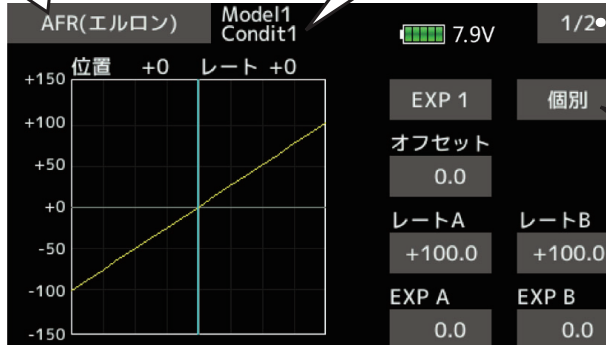 AFR(エルロン)
Model1
Condit1
7.9V
1/2
位置 +0 レート +0
+150
+100
+50
+0
-50
-100
-150
EXP 1
個別
オフセット
0.0
レートA
レートB
+100.0
+100.0
EXP A
EXP B
0.0
0.0